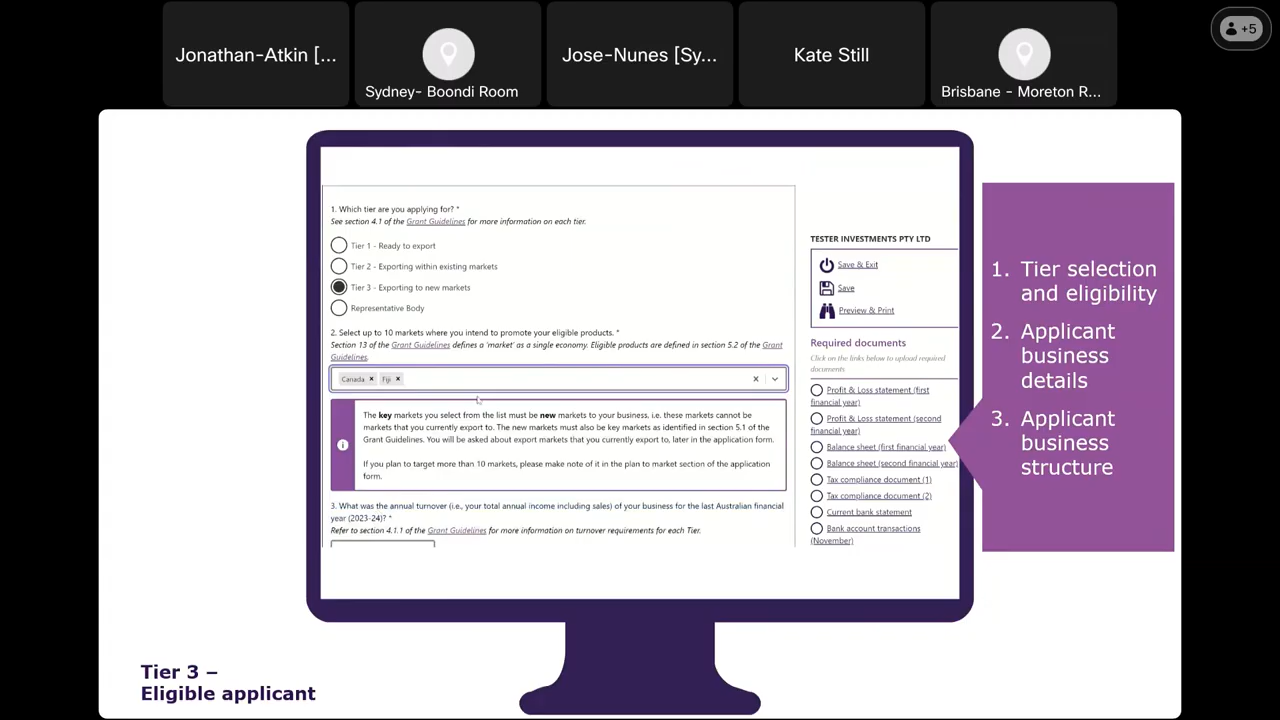 Jonathan-Atkin [...
Sydney- Boondi Room
Jose-Nunes [Sy...
Kate Still
Brisbane - Moreton R...
+5
1. Which tier are you applying for? *
See section 4.1 of the Grant Guidelines for more information on each tier.
Tier 1 - Ready to export
Tier 2 - Exporting within existing markets
Tier 3 - Exporting to new markets
Representative Body
2. Select up to 10 markets where you intend to promote your eligible products. *
Section 13 of the Grant Guidelines defines a 'market' as a single economy. Eligible products are defined in section 5.2 of the Grant
Guidelines.
Canada
Fiji
The key markets you select from the list must be new markets to your business, i.e. these markets cannot be
markets that you currently export to. The new markets must also be key markets as identified in section 5.1 of the
Grant Guidelines. You will be asked about export markets that you currently export to, later in the application form.
If you plan to target more than 10 markets, please make note of it in the plan to market section of the application
form.
3. What was the annual turnover (i.e., your total annual income including sales) of your business for the last Australian financial
year (2023-24)? *
Refer to section 4.1.1 of the Grant Guidelines for more information on turnover requirements for each Tier.
TESTER INVESTMENTS PTY LTD
Save & Exit
Save
Preview & Print
Required documents
Click on the links below to upload required
documents
Profit & Loss statement (first
financial year)
Profit & Loss statement (second
financial year)
Balance sheet (first financial year)
Balance sheet (second financial year)
Tax compliance document (1)
Tax compliance document (2)
Current bank statement
Bank account transactions
(November)
1. Tier selection
and eligibility
2. Applicant
business
details
3. Applicant
business
structure
Tier 3 –
Eligible applicant